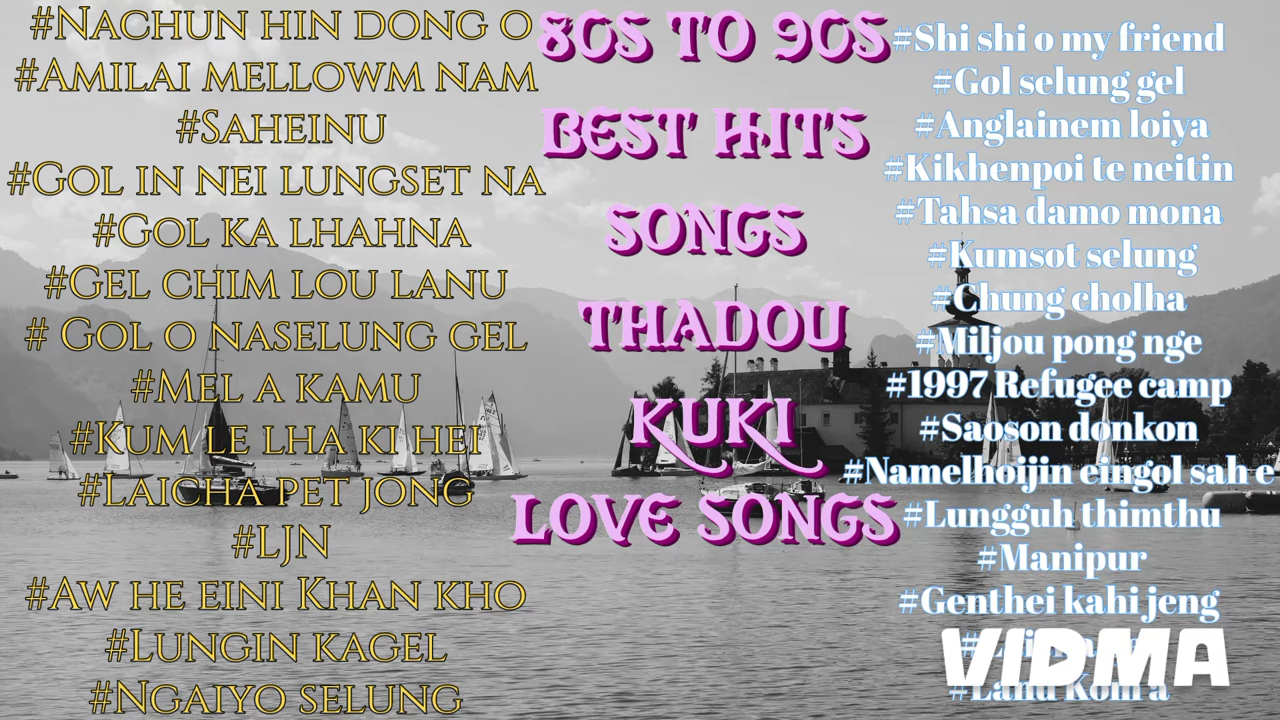 #Nachun hin dong o
#Amilai mellowm nam
#Saheinu
#Gol in nei lungset na
#Gol ka lhahna
#Gel chim lou lanu
# Gol o naselung gel
#Mel a kamu
#Kum le lha ki hei
#Laicha pet jong
#LJN
#Aw he eini Khan kho
#Lungin kagel
#Ngaiyo selung
80S TO 90S
BEST HITS
SONGS
THADOU
KUKI
LOVE SONGS
#Shi shi o my friend
#Gol selung gel
#Anglainem loiya
#Kikhenpoi te neitin
#Tahsa damo mona
#Kumsot selung
#Chung cholha
#Miljou pong nge
#1997 Refugee camp
#Saoson donkon
#Namelhoijin eingol sah e
#Lungguh thimthu
#Manipur
#Genthei kahi jeng
#Lanu Kom a
VIDMA